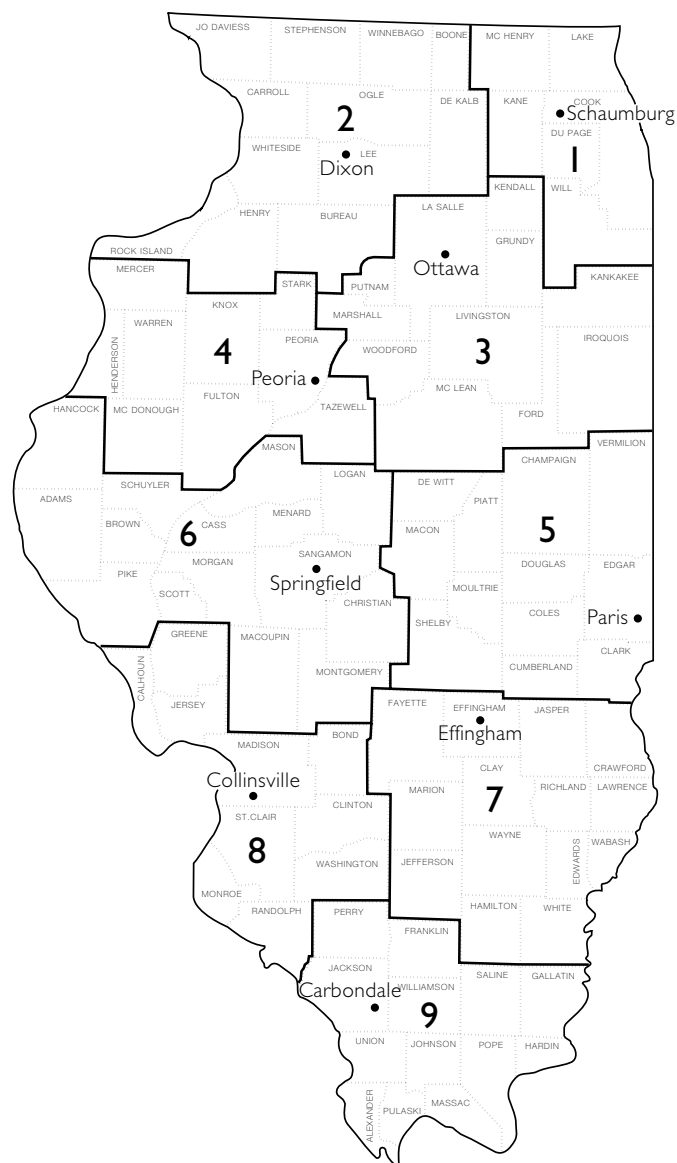 JO DAVIESS
STEPHENSON
WINNEBAGO
BOONE
MC HENRY
LAKE
CARROLL
OGLE
DE KALB
KANE
COOK
Schaumburg
2
DU PAGE
1
WHITESIDE
LEE
Dixon
KENDALL
WILL
HENRY
BUREAU
LA SALLE
GRUNDY
ROCK ISLAND
Ottawa
MERCER
STARK
PUTNAM
KANKAKEE
KNOX
MARSHALL
LIVINGSTON
WARREN
PEORIA
IROQUOIS
HENDERSON
4
WOODFORD
3
Peoria
MC LEAN
FULTON
HANCOCK
MC DONOUGH
TAZEWELL
FORD
MASON
VERMILION
CHAMPAIGN
LOGAN
SCHUYLER
DE WITT
ADAMS
PIATT
MENARD
BROWN
CASS
6
MACON
5
SANGAMON
MORGAN
DOUGLAS
EDGAR
PIKE
Springfield
MOULTRIE
SCOTT
CHRISTIAN
COLES
Paris
SHELBY
GREENE
MACOUPIN
CLARK
CALHOUN
MONTGOMERY
CUMBERLAND
JERSEY
FAYETTE
EFFINGHAM
JASPER
Effingham
BOND
MADISON
CLAY
CRAWFORD
Collinsville
MARION
RICHLAND
LAWRENCE
7
CLINTON
ST.CLAIR
WAYNE
WABASH
8
EDWARDS
WASHINGTON
JEFFERSON
MONROE
HAMILTON
WHITE
RANDOLPH
PERRY
FRANKLIN
JACKSON
SALINE
GALLATIN
Carbondale
WILLIAMSON
9
UNION
JOHNSON
POPE
HARDIN
ALEXANDER
PULASKI
MASSAC